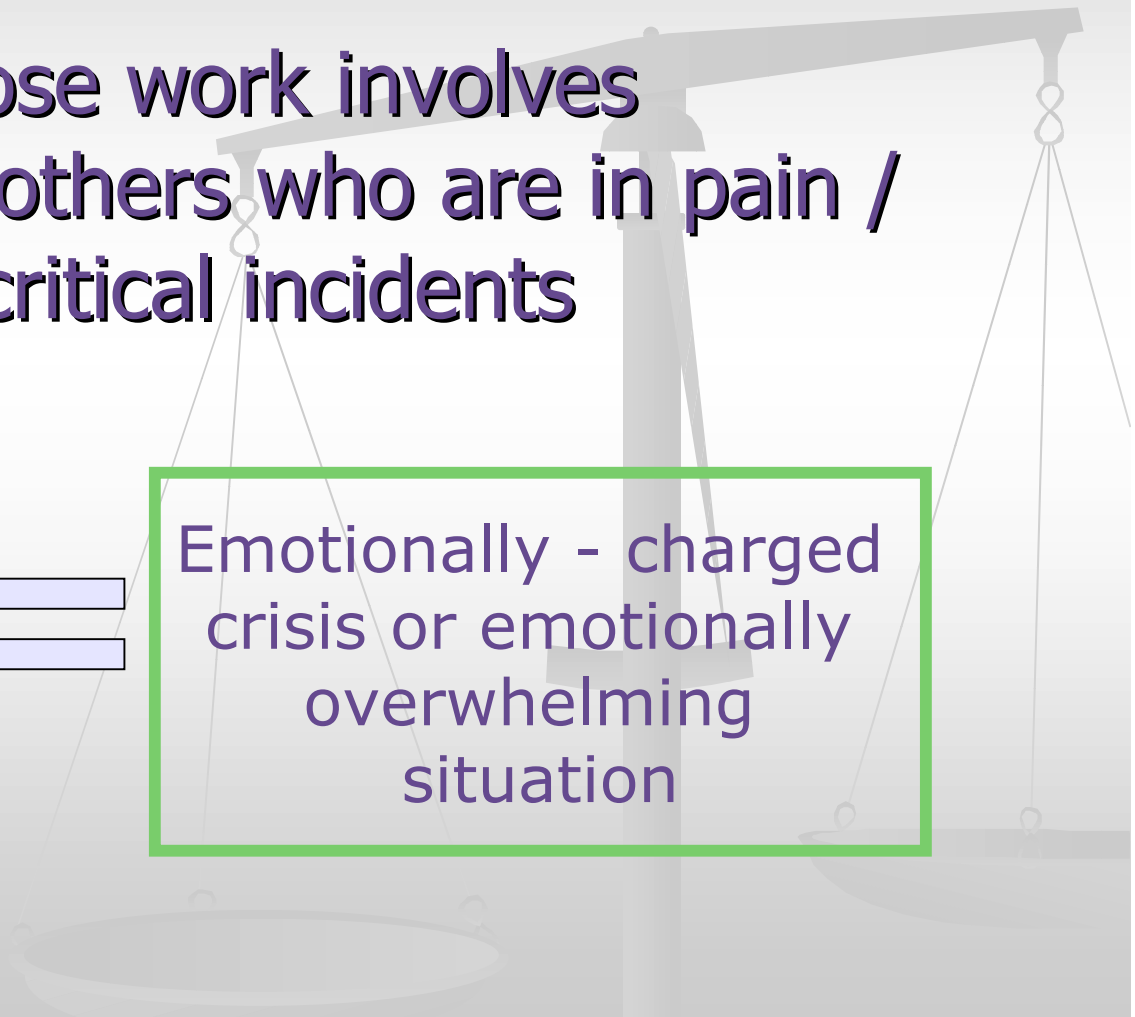 ose work involves
others who are in pain /
critical incidents
Emotionally - charged
crisis or emotionally
overwhelming
situation